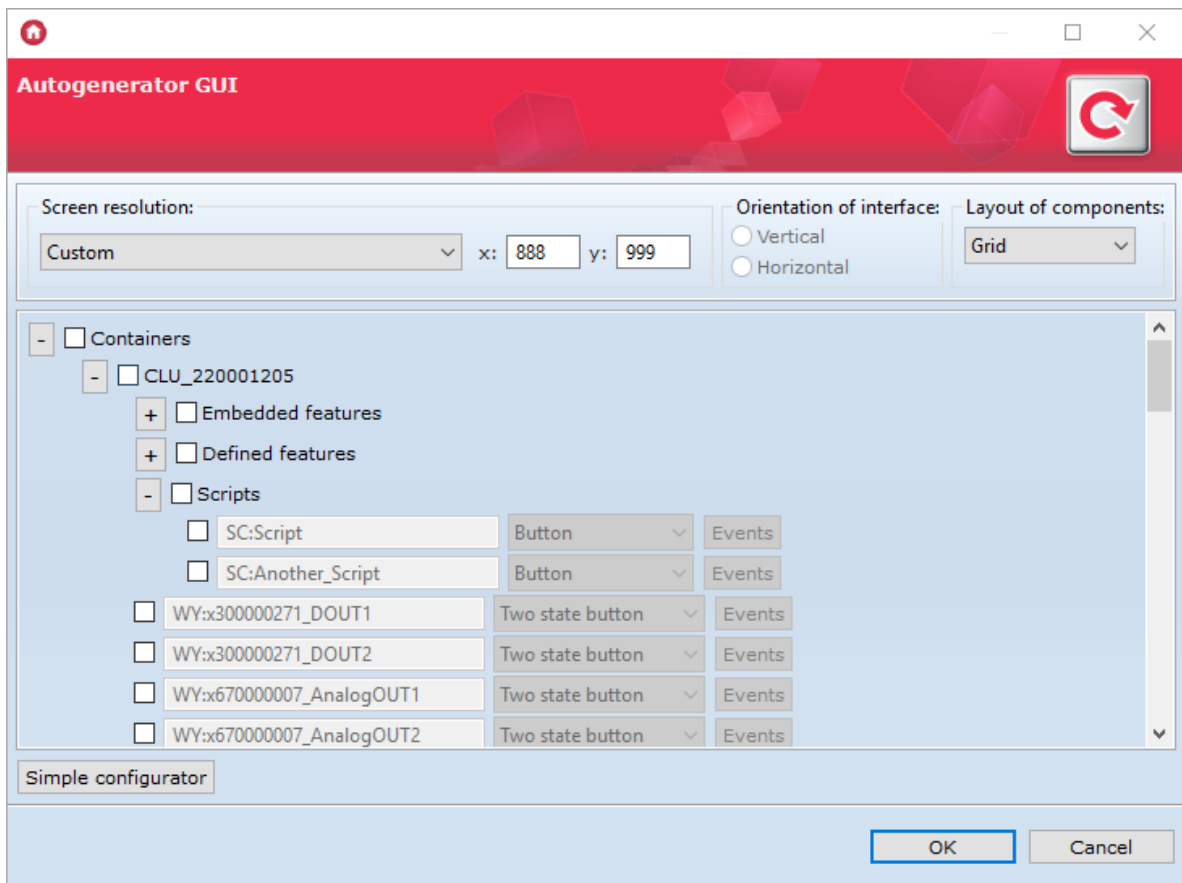 Autogenerator GUI
Screen resolution: Orientation of interface: Layout of components:
Custom x: 888 y: 999 Vertical Grid
Horizontal
- Containers
- CLU_220001205
+ Embedded features
+ Defined features
- Scripts
SC:Script Button Events
SC:Another_Script Button Events
WY:x300000271_DOUT1 Two state button Events
WY:x300000271_DOUT2 Two state button Events
WY:x670000007_AnalogOUT1 Two state button Events
WY:x670000007_AnalogOUT2 Two state button Events
Simple configurator
OK Cancel